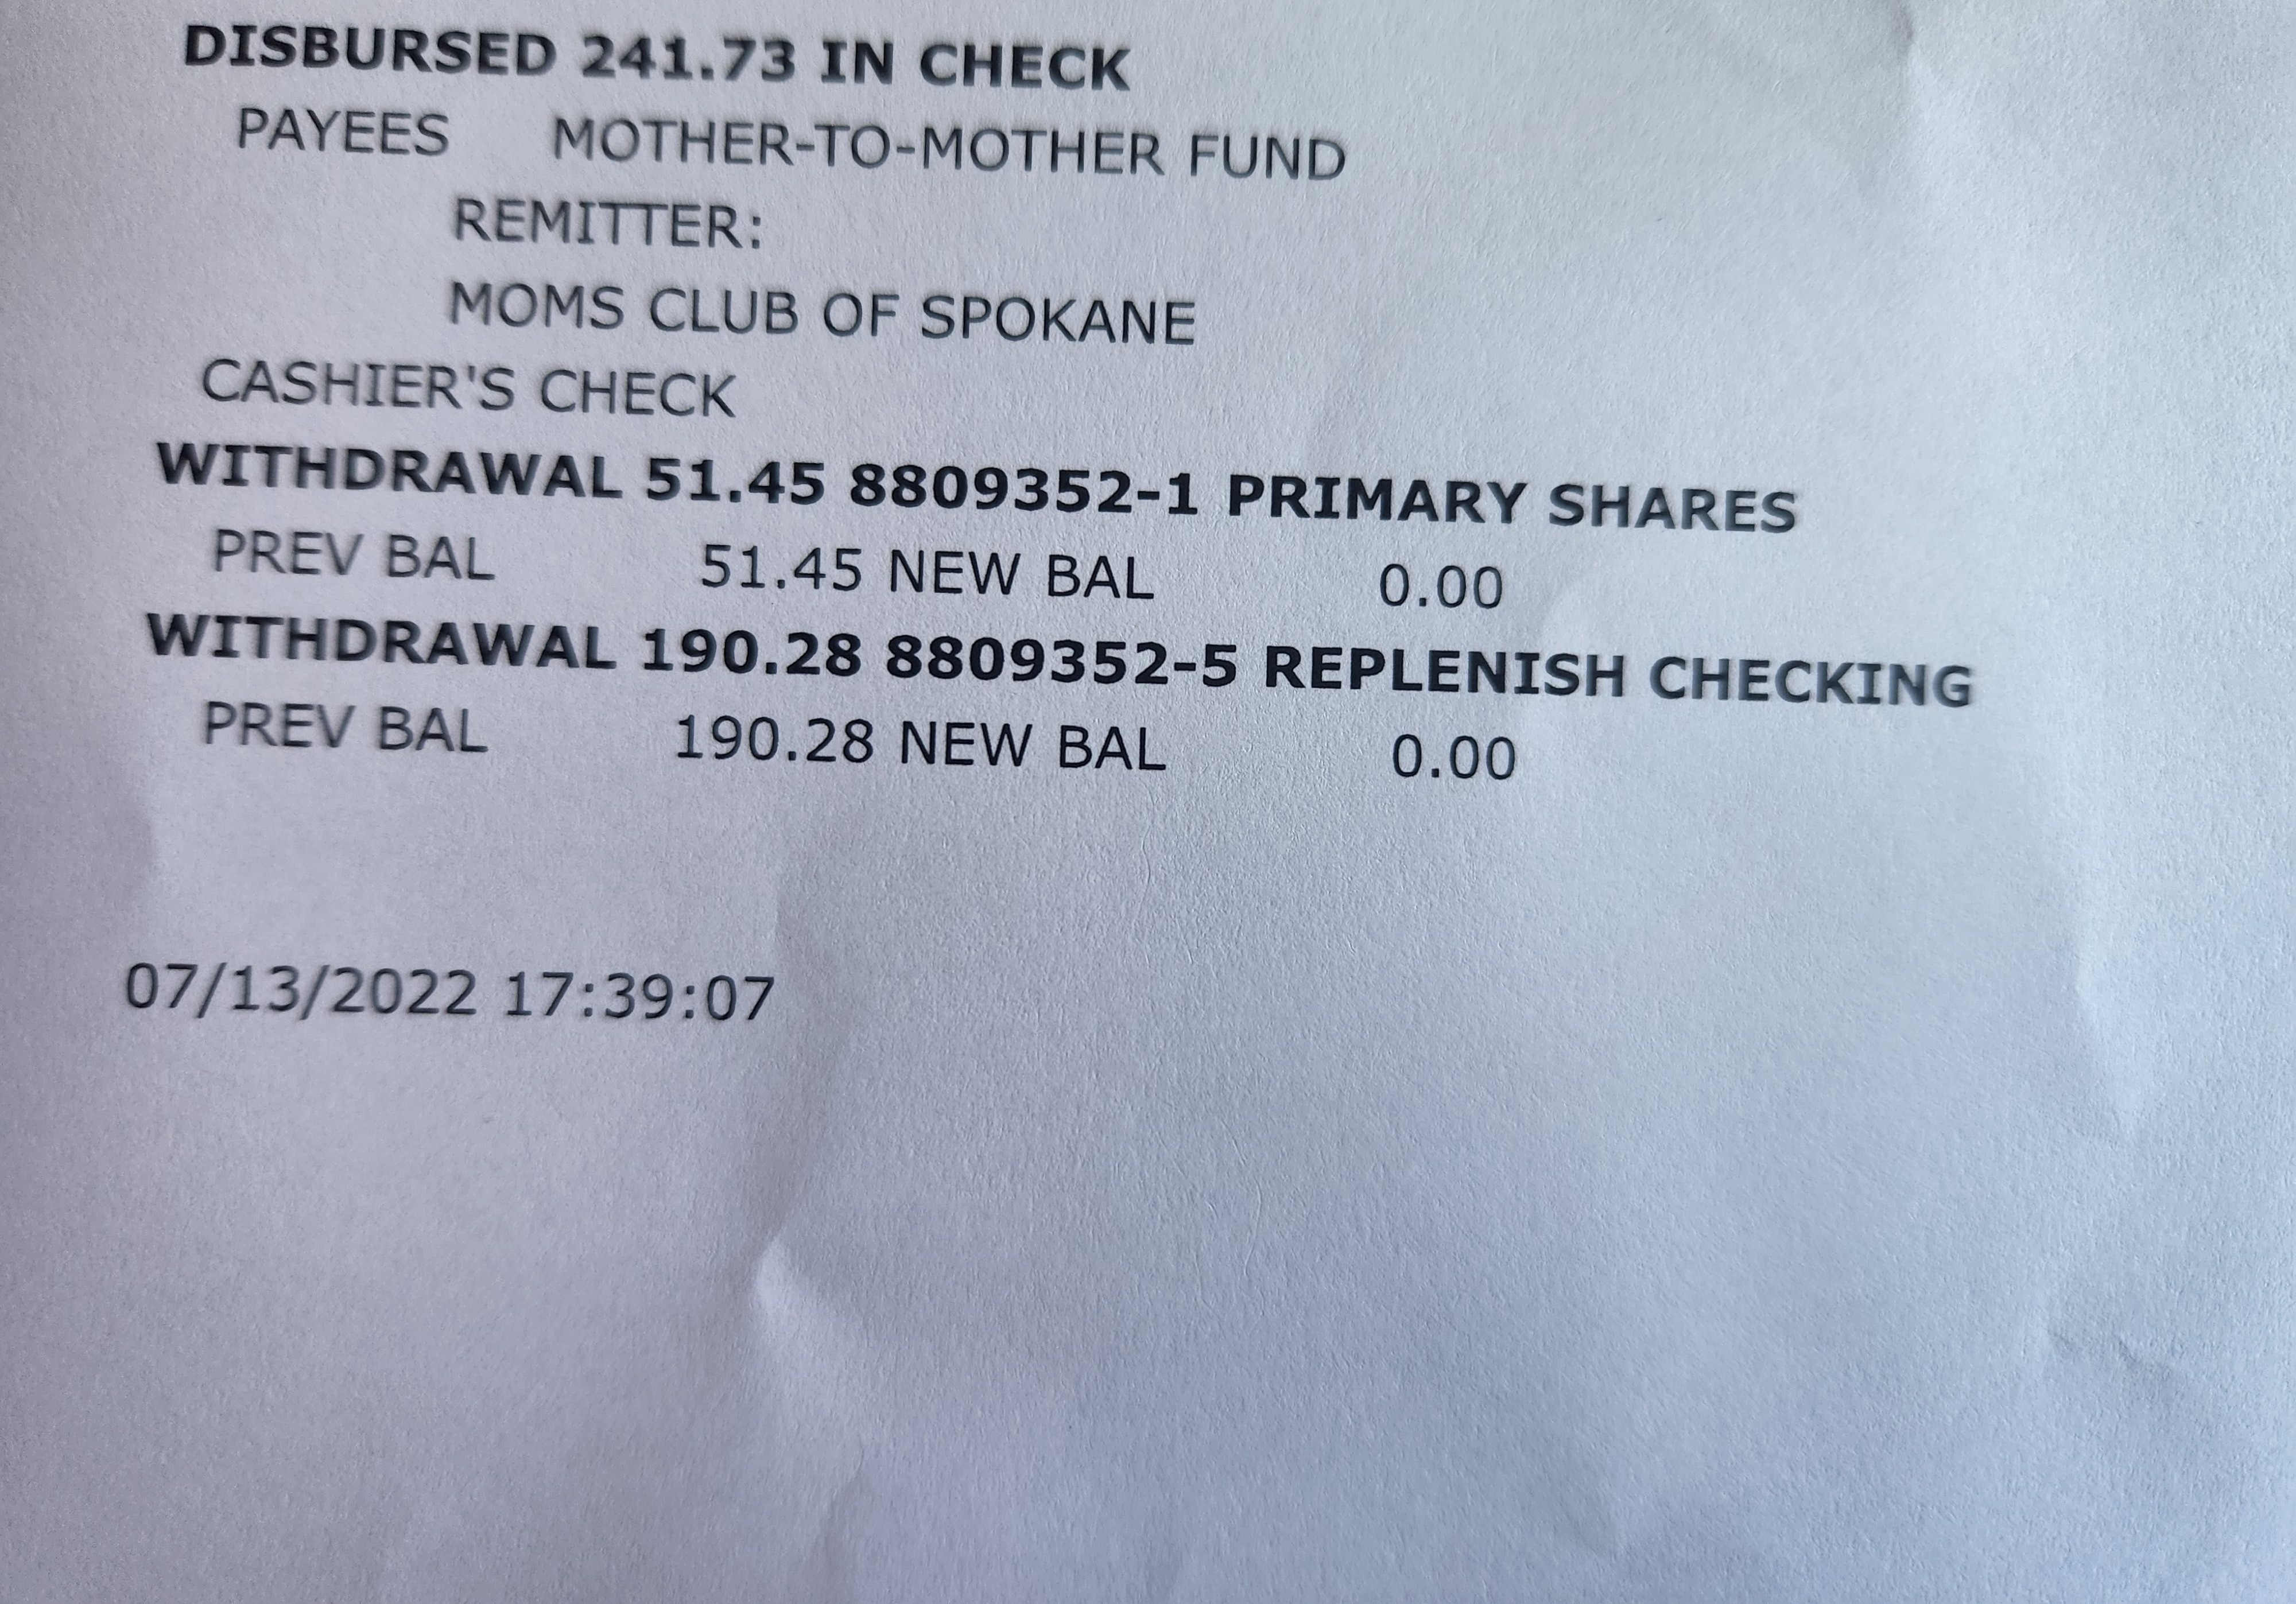 DISBURSED 241.73 IN CHECK
PAYEES MOTHER-TO-MOTHER FUND
REMITTER:
MOMS CLUB OF SPOKANE
CASHIER'S CHECK
WITHDRAWAL 51.45 8809352-1 PRIMARY SHARES
PREV BAL 51.45 NEW BAL 0.00
WITHDRAWAL 190.28 8809352-5 REPLENISH CHECKING
PREV BAL 190.28 NEW BAL 0.00
07/13/2022 17:39:07